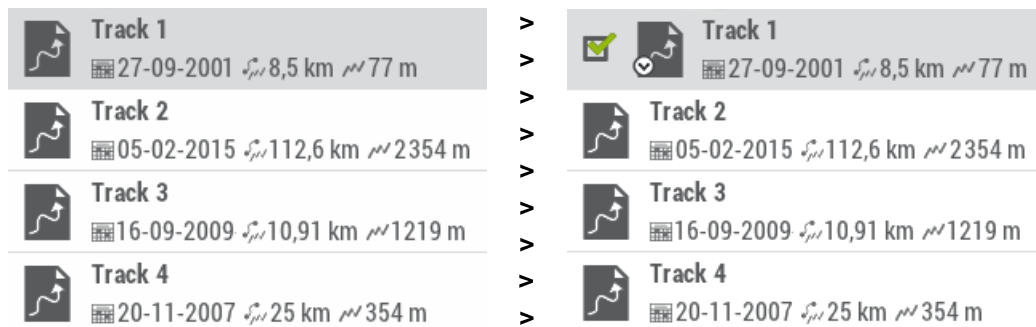 Track 1
27-09-2001 8,5 km 77 m
Track 2
05-02-2015 112,6 km 2354 m
Track 3
16-09-2009 10,91 km 1219 m
Track 4
20-11-2007 25 km 354 m
>
>
>
>
>
>
>
>
>
Track 1
27-09-2001 8,5 km 77 m
Track 2
05-02-2015 112,6 km 2354 m
Track 3
16-09-2009 10,91 km 1219 m
Track 4
20-11-2007 25 km 354 m